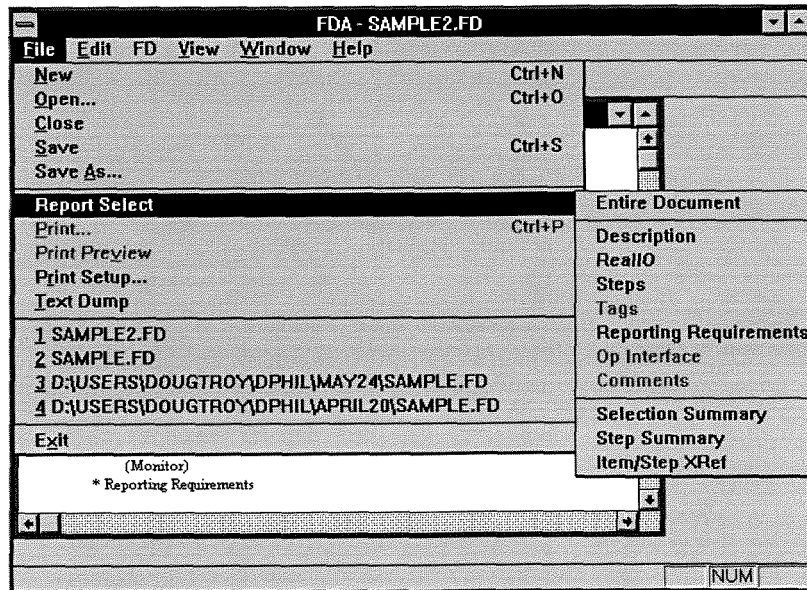 FDA - SAMPLE2.FD
File Edit FD View Window Help
New Ctrl+N
Open... Ctrl+O
Close
Save Ctrl+S
Save As...
Report Select
Print... Ctrl+P
Print Preview
Print Setup...
Text Dump
1 SAMPLE2.FD
2 SAMPLE.FD
3 D:\USERS\DOUGTROY\DPHIL\MAY24\SAMPLE.FD
4 D:\USERS\DOUGTROY\DPHIL\APRIL20\SAMPLE.FD
Exit
Entire Document
Description
RealIO
Steps
Tags
Reporting Requirements
Op Interface
Comments
Selection Summary
Step Summary
Item/Step XRef
(Monitor)
* Reporting Requirements
NUM